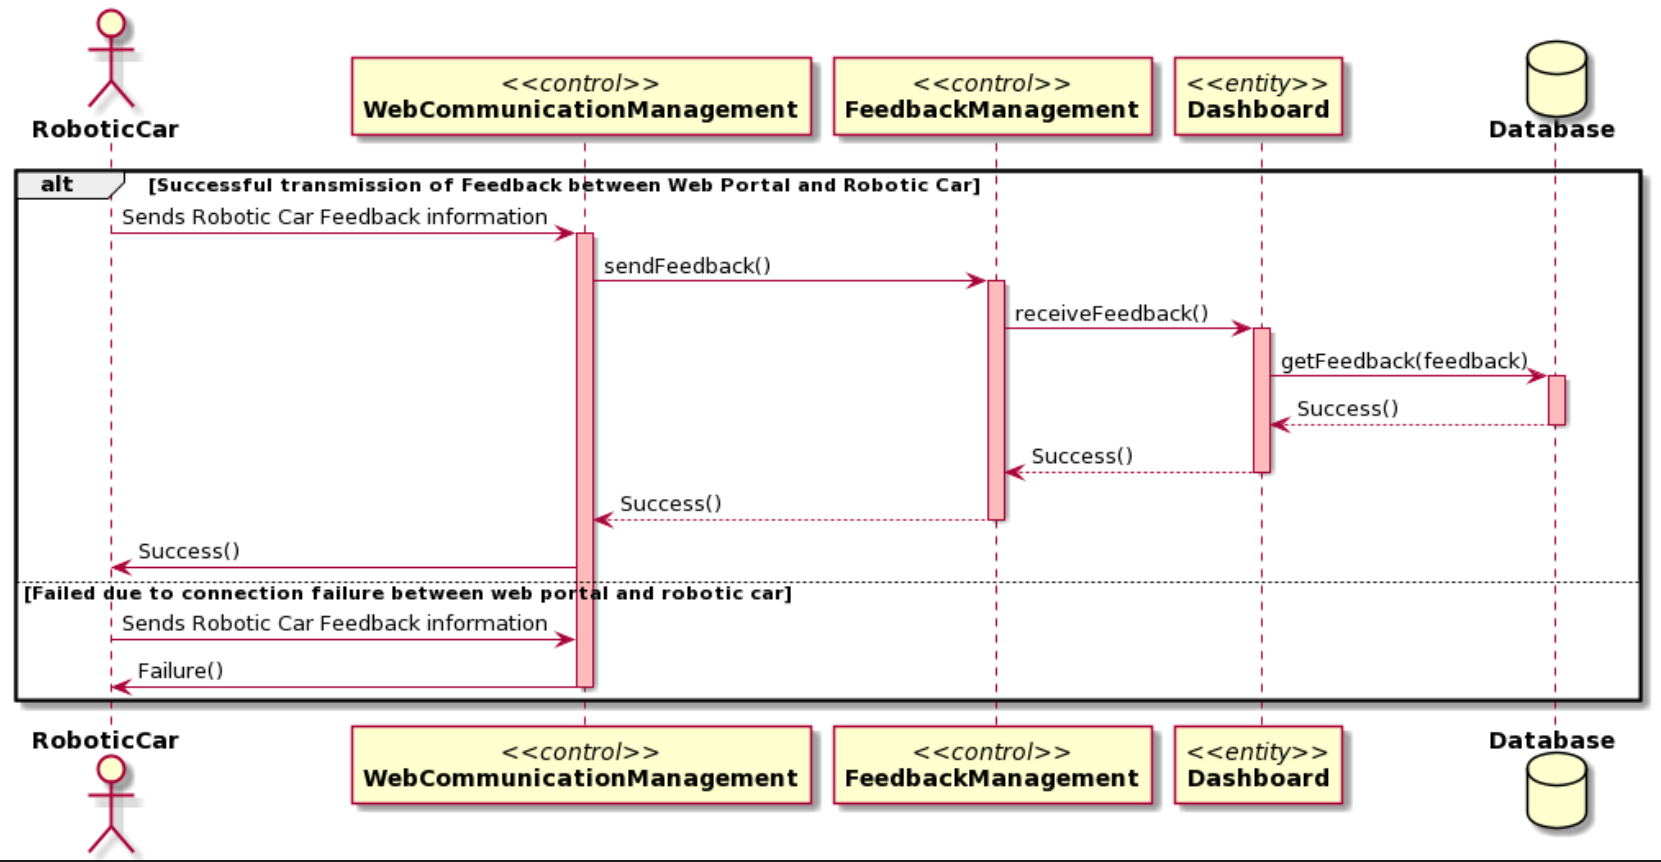 RoboticCar
<<control>>
WebCommunicationManagement
<<control>>
FeedbackManagement
<<entity>>
Dashboard
Database
alt
[Successful transmission of Feedback between Web Portal and Robotic Car]
Sends Robotic Car Feedback information
sendFeedback()
receiveFeedback()
getFeedback(feedback)
Success()
Success()
Success()
Success()
[Failed due to connection failure between web portal and robotic car]
Sends Robotic Car Feedback information
Failure()
RoboticCar
<<control>>
WebCommunicationManagement
<<control>>
FeedbackManagement
<<entity>>
Dashboard
Database